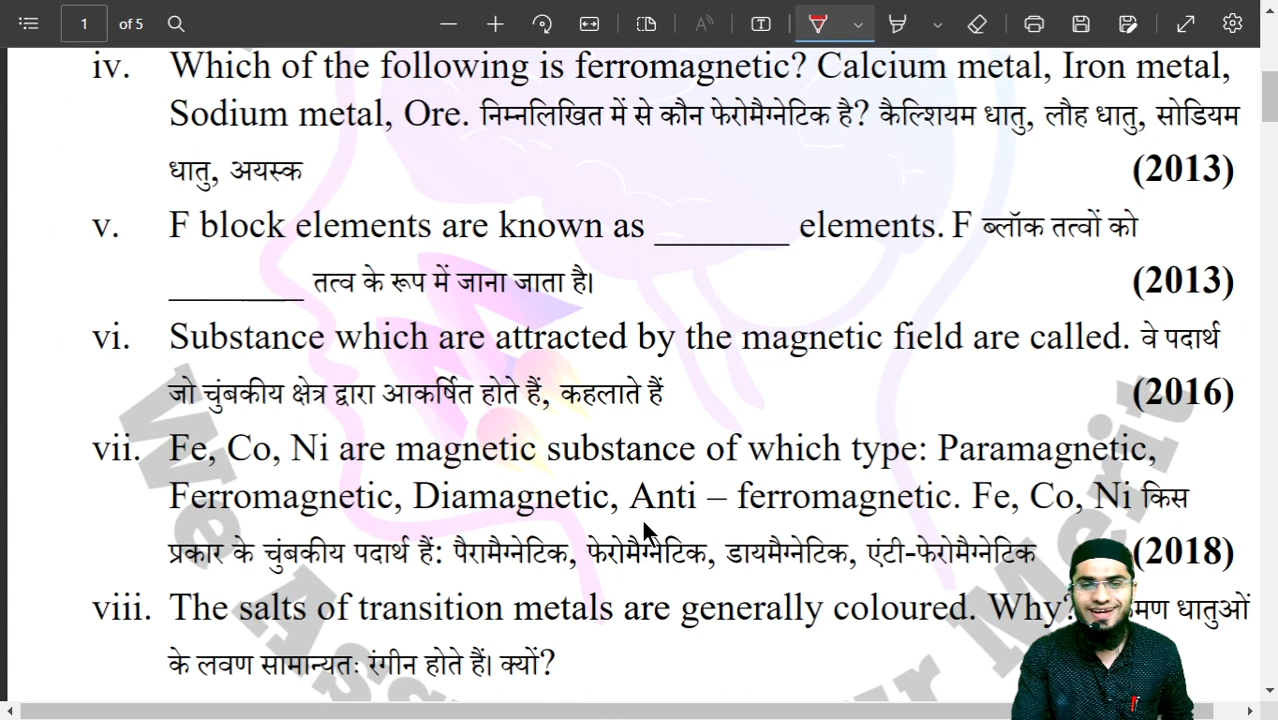 1 of 5
iv. Which of the following is ferromagnetic? Calcium metal, Iron metal,
Sodium metal, Ore. निम्नलिखित में से कौन फेरोमैग्नेटिक है? कैल्शियम धातु, लौह धातु, सोडियम
धातु, अयस्क (2013)
v. F block elements are known as ________ elements. F ब्लॉक तत्वों को
________ तत्व के रूप में जाना जाता है। (2013)
vi. Substance which are attracted by the magnetic field are called. वे पदार्थ
जो चुंबकीय क्षेत्र द्वारा आकर्षित होते हैं, कहलाते हैं (2016)
vii. Fe, Co, Ni are magnetic substance of which type: Paramagnetic,
Ferromagnetic, Diamagnetic, Anti – ferromagnetic. Fe, Co, Ni किस
प्रकार के चुंबकीय पदार्थ हैं: पैरामैग्नेटिक, फेरोमैग्नेटिक, डायमैग्नेटिक, एंटी-फेरोमैग्नेटिक (2018)
viii. The salts of transition metals are generally coloured. Why? धातुओं
के लवण सामान्यतः रंगीन होते हैं। क्यों?
We Merit